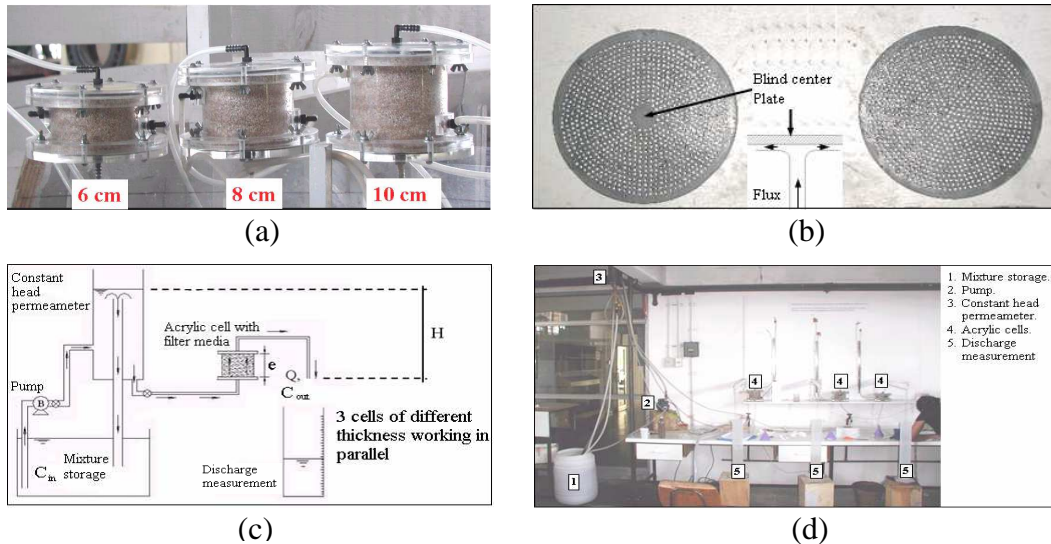 6 cm
8 cm
10 cm
(a)
Blind center
Plate
Flux
(b)
Constant
head
permeameter
Acrylic cell with
filter media
H
e
Pump
B
Q,
C out
3 cells of different
thickness working in
parallel
C in
Mixture
storage
Discharge
measurement
(c)
3
4
4
4
2
1
5
5
5
1. Mixture storage.
2. Pump.
3. Constant head
permeameter.
4. Acrylic cells.
5. Discharge
measurement
(d)